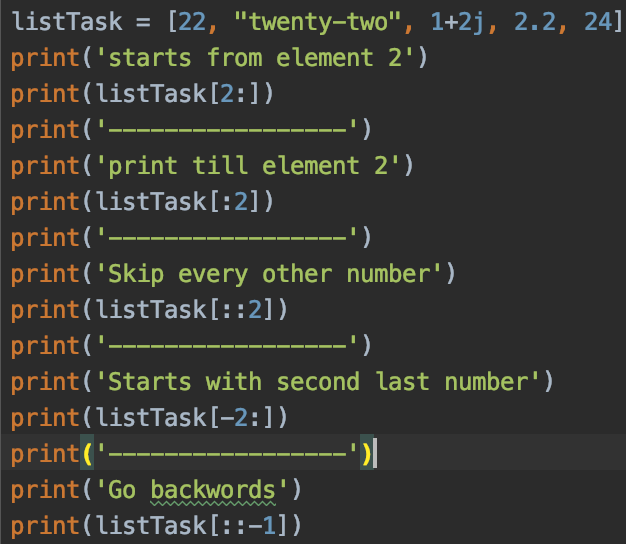 listTask = [22, "twenty-two", 1+2j, 2.2, 24]
print('starts from element 2')
print(listTask[2:])
print('-----------------')
print('print till element 2')
print(listTask[:2])
print('-----------------')
print('Skip every other number')
print(listTask[::2])
print('-----------------')
print('Starts with second last number')
print(listTask[-2:])
print('-----------------')
print('Go backwords')
print(listTask[::-1])